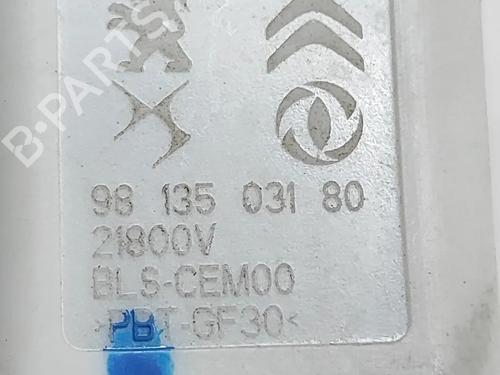 B-PARTS
98 135 031 80
21800V
BLS-CEM00
>PBT-GF30<